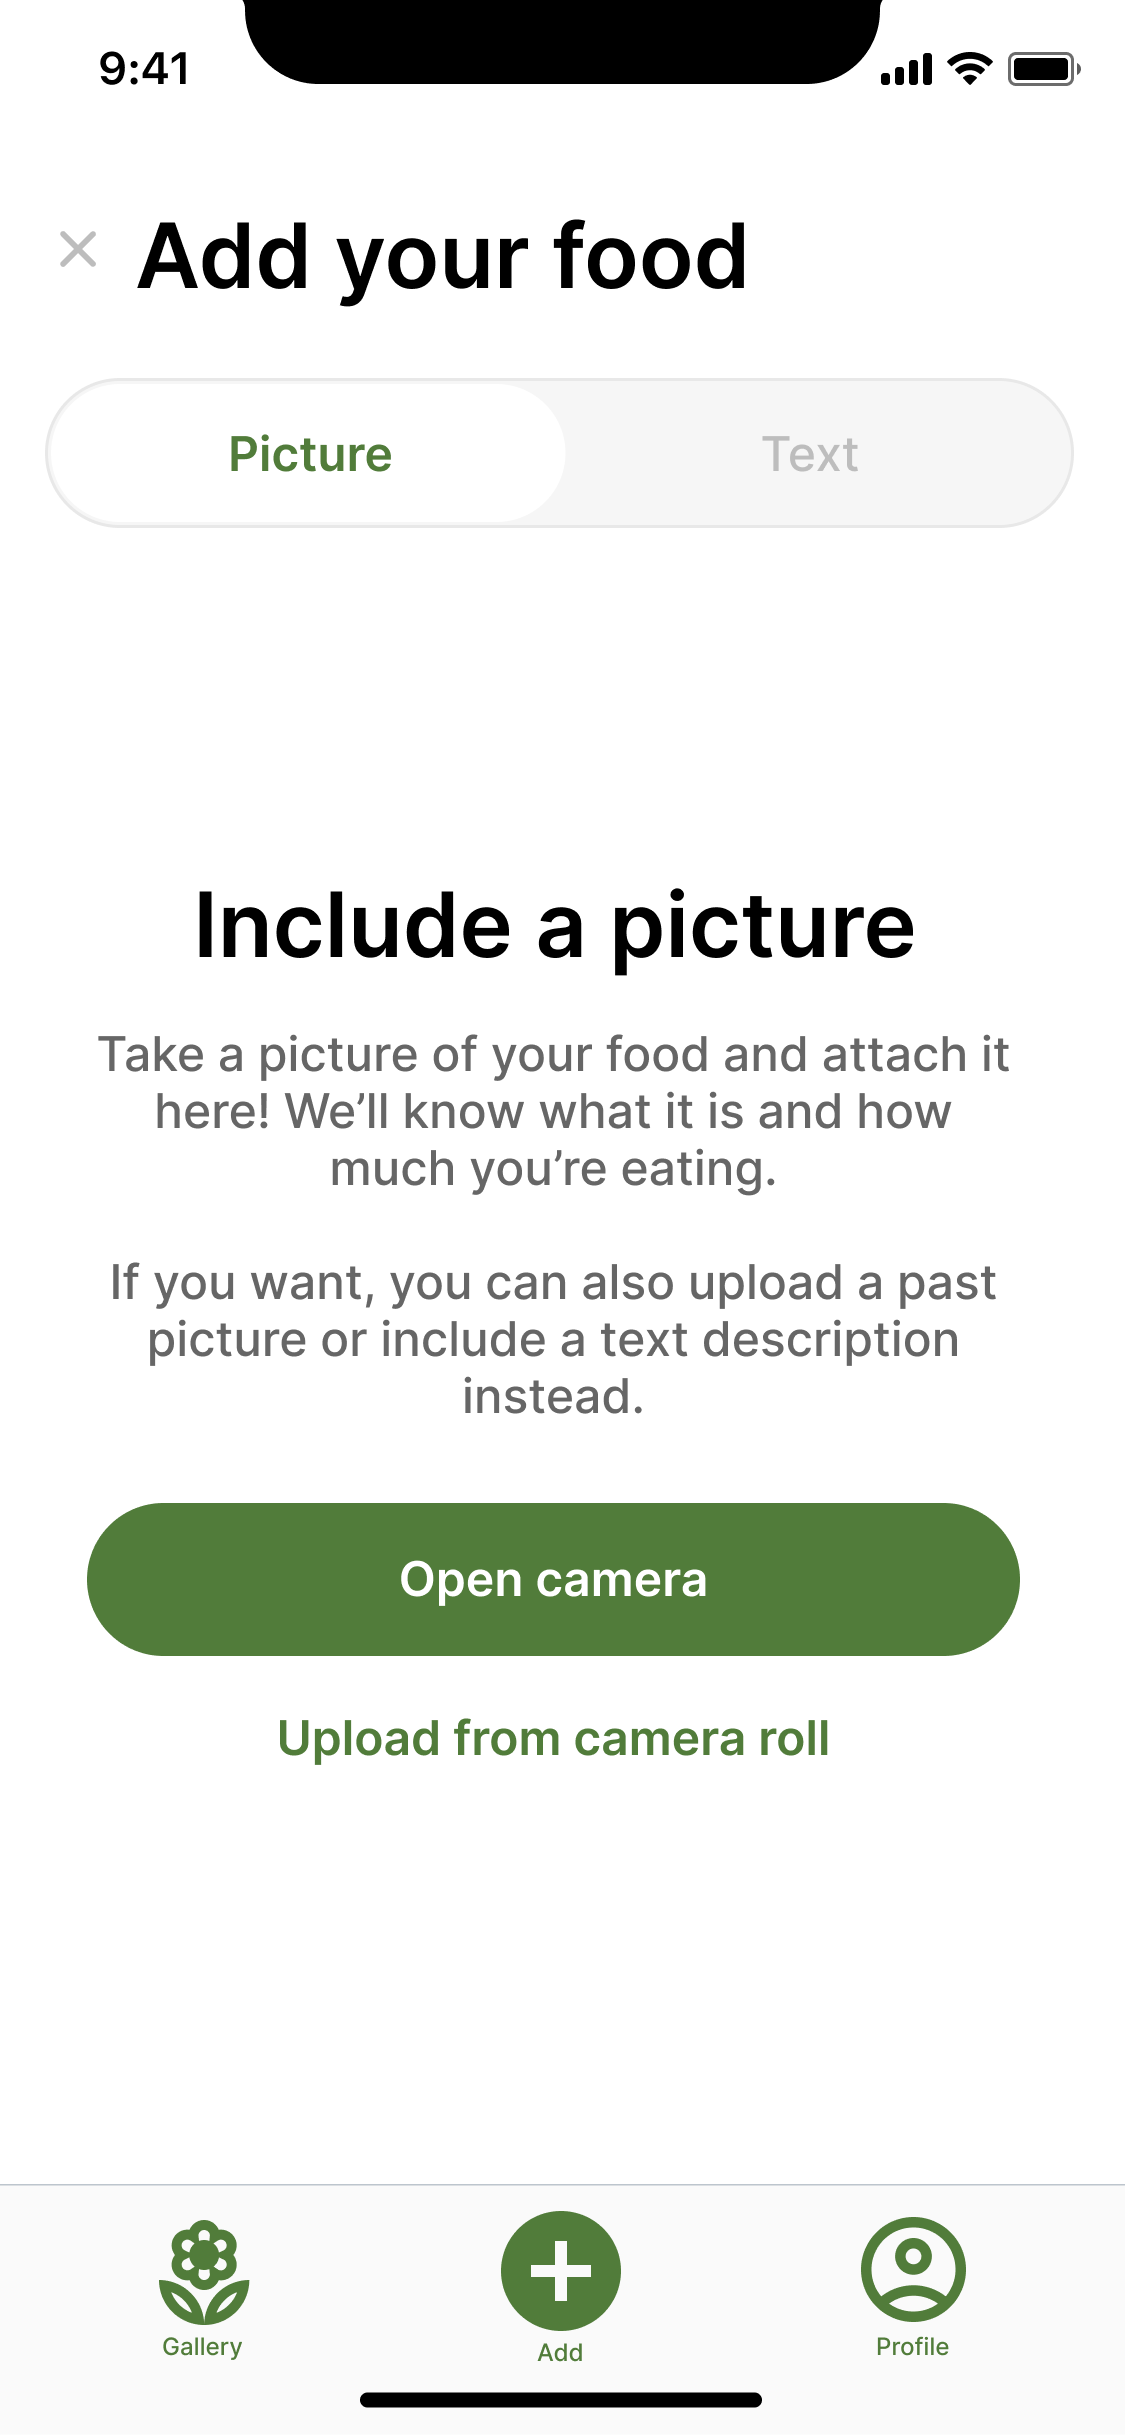 9:41
Add your food
Picture
Text
Include a picture
Take a picture of your food and attach it
here! We’ll know what it is and how
much you’re eating.
If you want, you can also upload a past
picture or include a text description
instead.
Open camera
Upload from camera roll
Gallery
Add
Profile